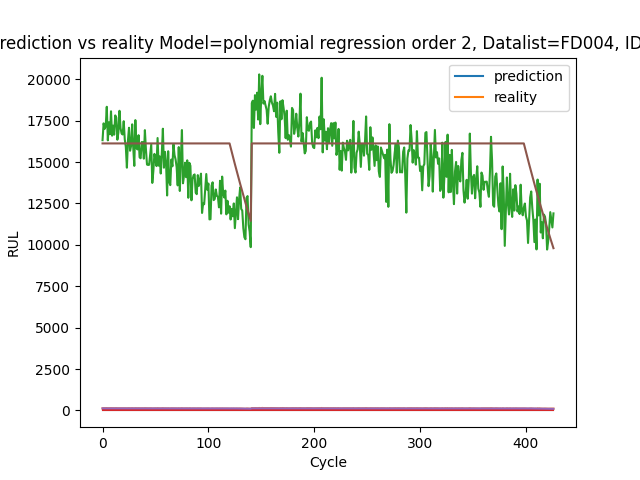 rediction vs reality Model=polynomial regression order 2, Datalist=FD004, ID
prediction
reality
20000
17500
15000
12500
10000
7500
5000
2500
0
RUL
0 100 200 300 400
Cycle